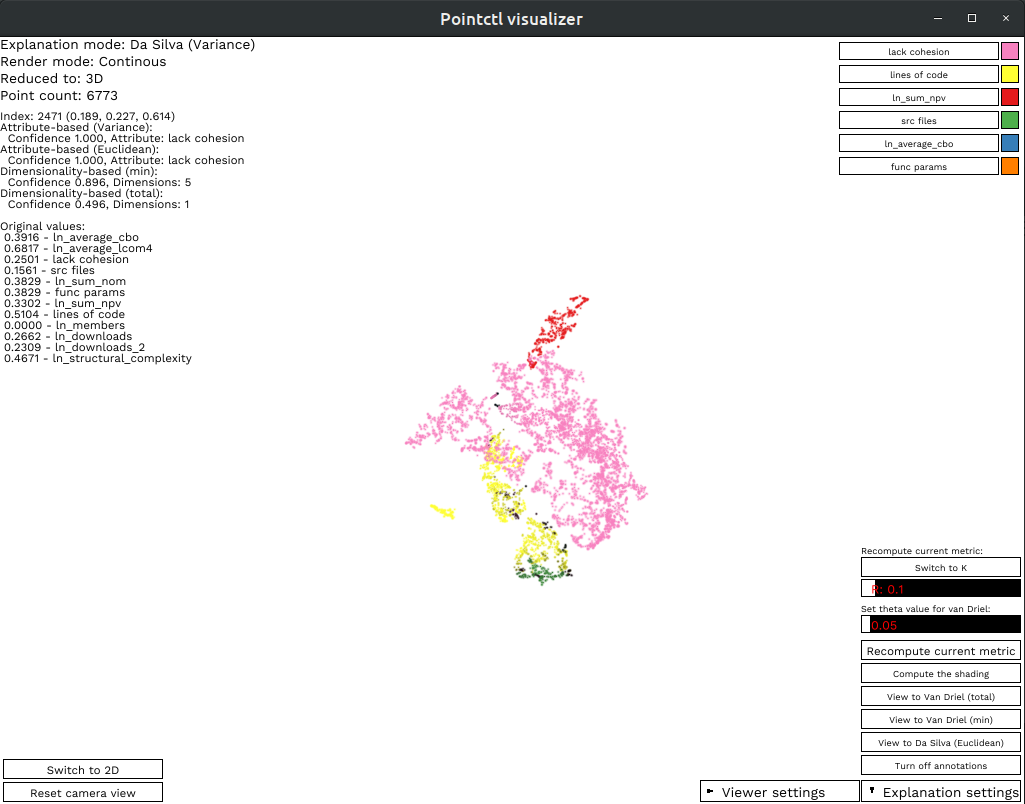 Pointctl visualizer
Explanation mode: Da Silva (Variance)
Render mode: Continous
Reduced to: 3D
Point count: 6773
Index: 2471 (0.189, 0.227, 0.614)
Attribute-based (Variance):
Confidence 1.000, Attribute: lack cohesion
Attribute-based (Euclidean):
Confidence 1.000, Attribute: lack cohesion
Dimensionality-based (min):
Confidence 0.896, Dimensions: 5
Dimensionality-based (total):
Confidence 0.496, Dimensions: 1
Original values:
0.3916 - ln_average_cbo
0.6817 - ln_average_lcom4
0.2501 - lack cohesion
0.1561 - src files
0.3829 - ln_sum_nom
0.3829 - func params
0.3302 - ln_sum_npv
0.5104 - lines of code
0.0000 - ln_members
0.2662 - ln_downloads
0.2309 - ln_downloads_2
0.4671 - ln_structural_complexity
lack cohesion
lines of code
ln_sum_npv
src files
ln_average_cbo
func params
Recompute current metric:
Switch to K
R: 0.1
Set theta value for van Driel:
0.05
Recompute current metric
Compute the shading
View to Van Driel (total)
View to Van Driel (min)
View to Da Silva (Euclidean)
Turn off annotations
Switch to 2D
Reset camera view
Viewer settings
Explanation settings